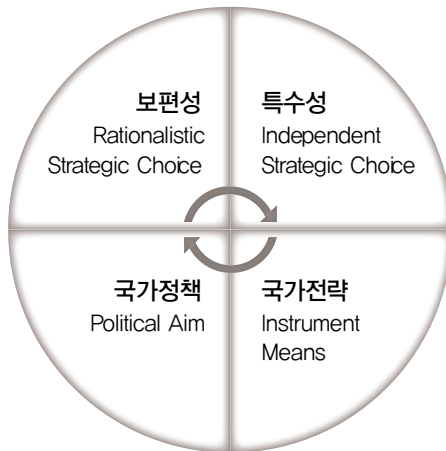 보편성
Rationalistic
Strategic Choice
특수성
Independent
Strategic Choice
국가정책
Political Aim
국가전략
Instrument
Means